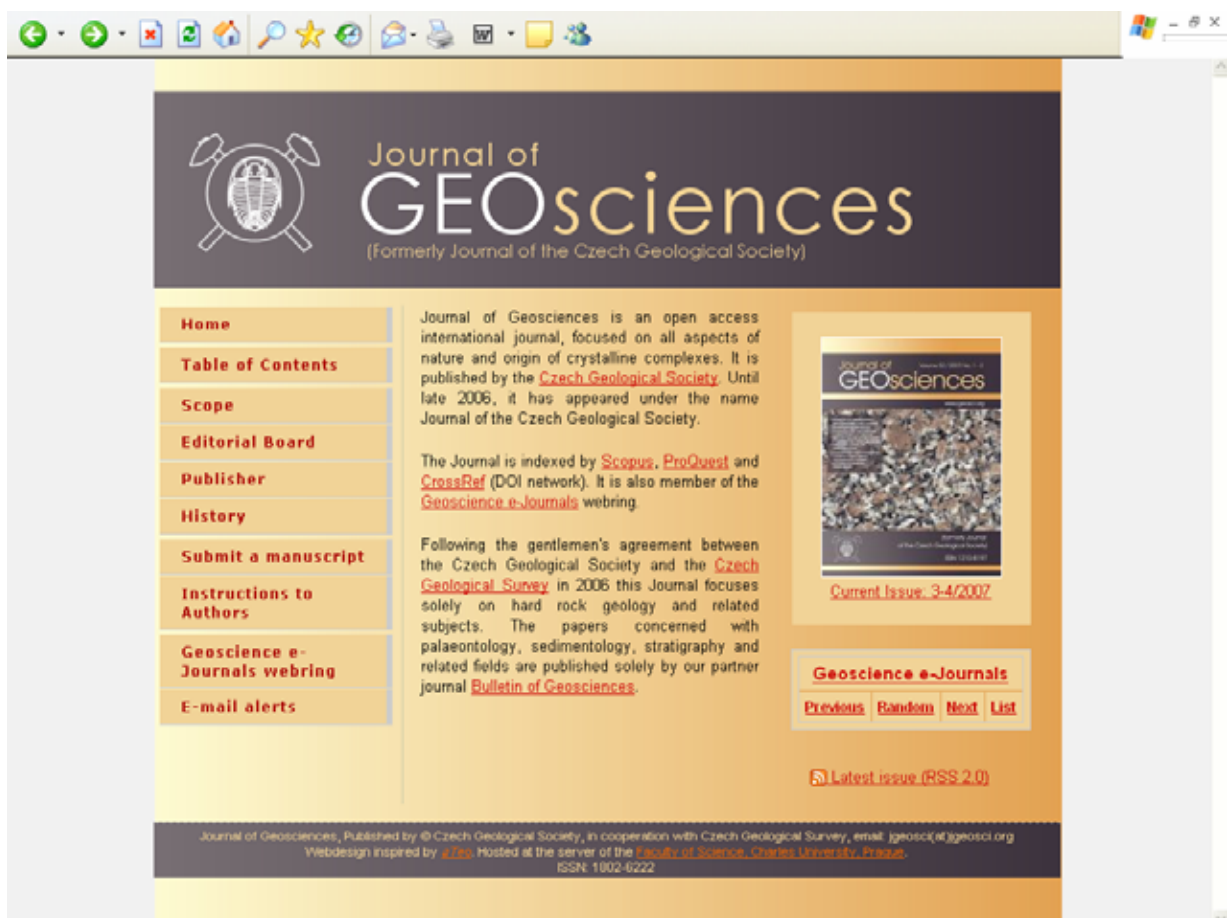 Journal of
GEOsciences
(Formerly Journal of the Czech Geological Society)
Home
Table of Contents
Scope
Editorial Board
Publisher
History
Submit a manuscript
Instructions to
Authors
Geoscience e-
Journals webring
E-mail alerts
Journal of Geosciences is an open access
international journal, focused on all aspects of
nature and origin of crystalline complexes. It is
published by the Czech Geological Society. Until
late 2006, it has appeared under the name
Journal of the Czech Geological Society.
The Journal is indexed by Scopus, ProQuest and
CrossRef (DOI network). It is also member of the
Geoscience e-Journals webring.
Following the gentlemen's agreement between
the Czech Geological Society and the Czech
Geological Survey in 2006 this Journal focuses
solely on hard rock geology and related
subjects. The papers concerned with
palaeontology, sedimentology, stratigraphy and
related fields are published solely by our partner
journal Bulletin of Geosciences.
Journal of
GEOsciences
Current Issue: 3-4/2007
Geoscience e-Journals
Previous Random Next List
Latest issue (RSS 2.0)
Journal of Geosciences, Published by © Czech Geological Society, in cooperation with Czech Geological Survey, email: jgeosci(at)jgeosci.org
Webdesign inspired by Hosted at the server of the Faculty of Science, Charles University, Prague.
ISSN: 1802-6222